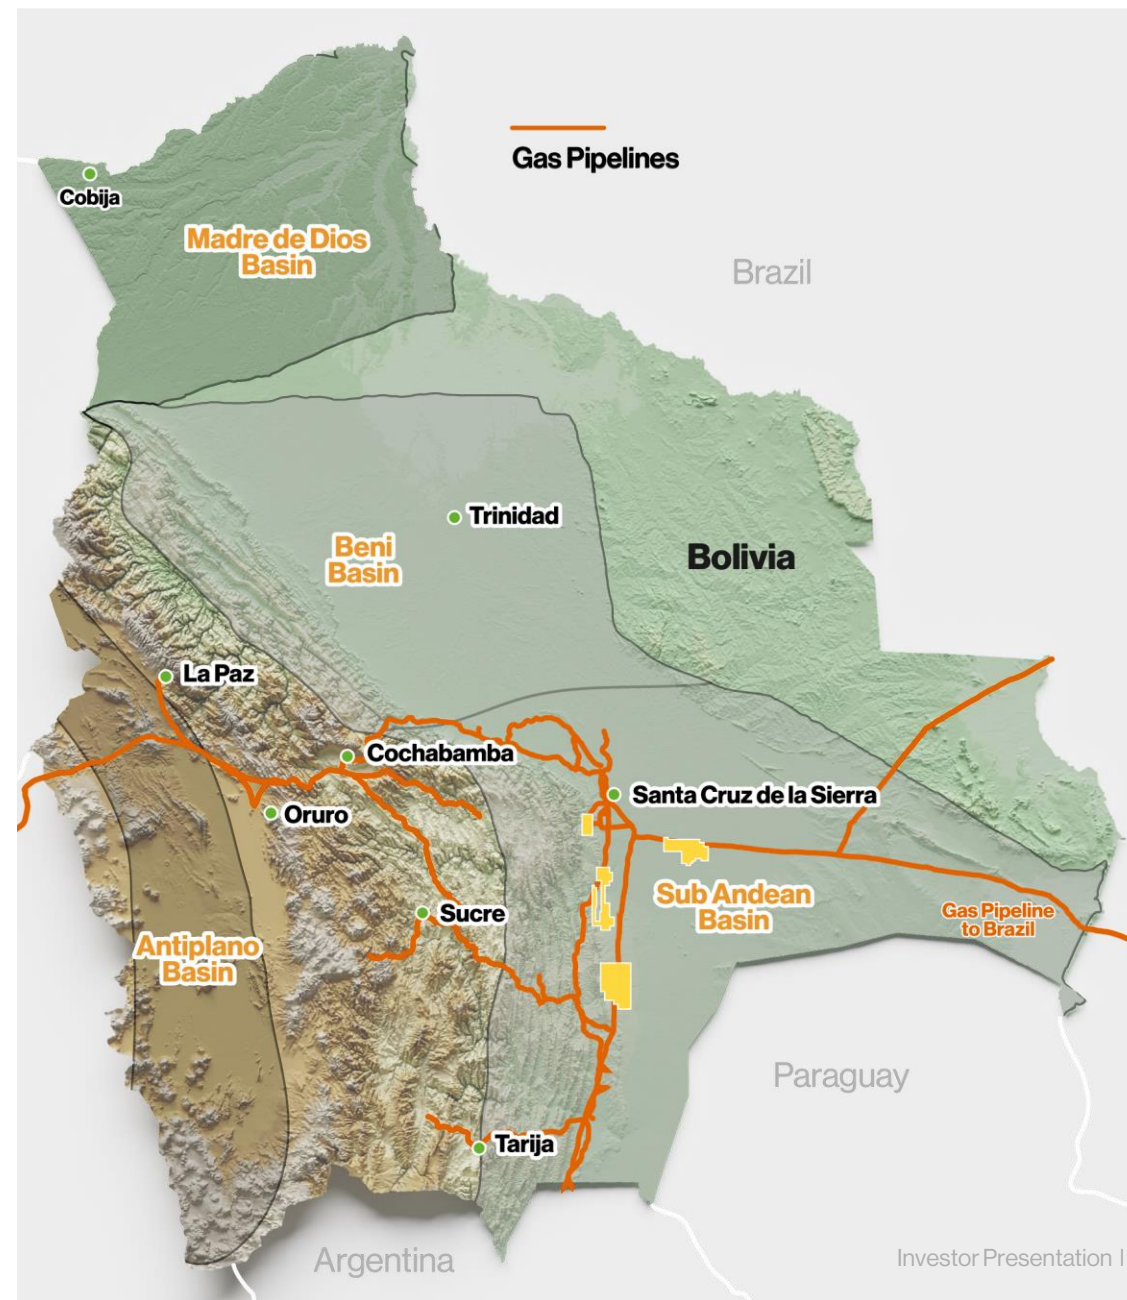 Gas Pipelines
Cobija
Madre de Dios
Basin
Brazil
Trinidad
Beni
Basin
Bolivia
La Paz
Cochabamba
Santa Cruz de la Sierra
Oruro
Sub Andean
Basin
Sucre
Gas Pipeline
to Brazil
Antiplano
Basin
Paraguay
Tarija
Argentina
Investor Presentation |